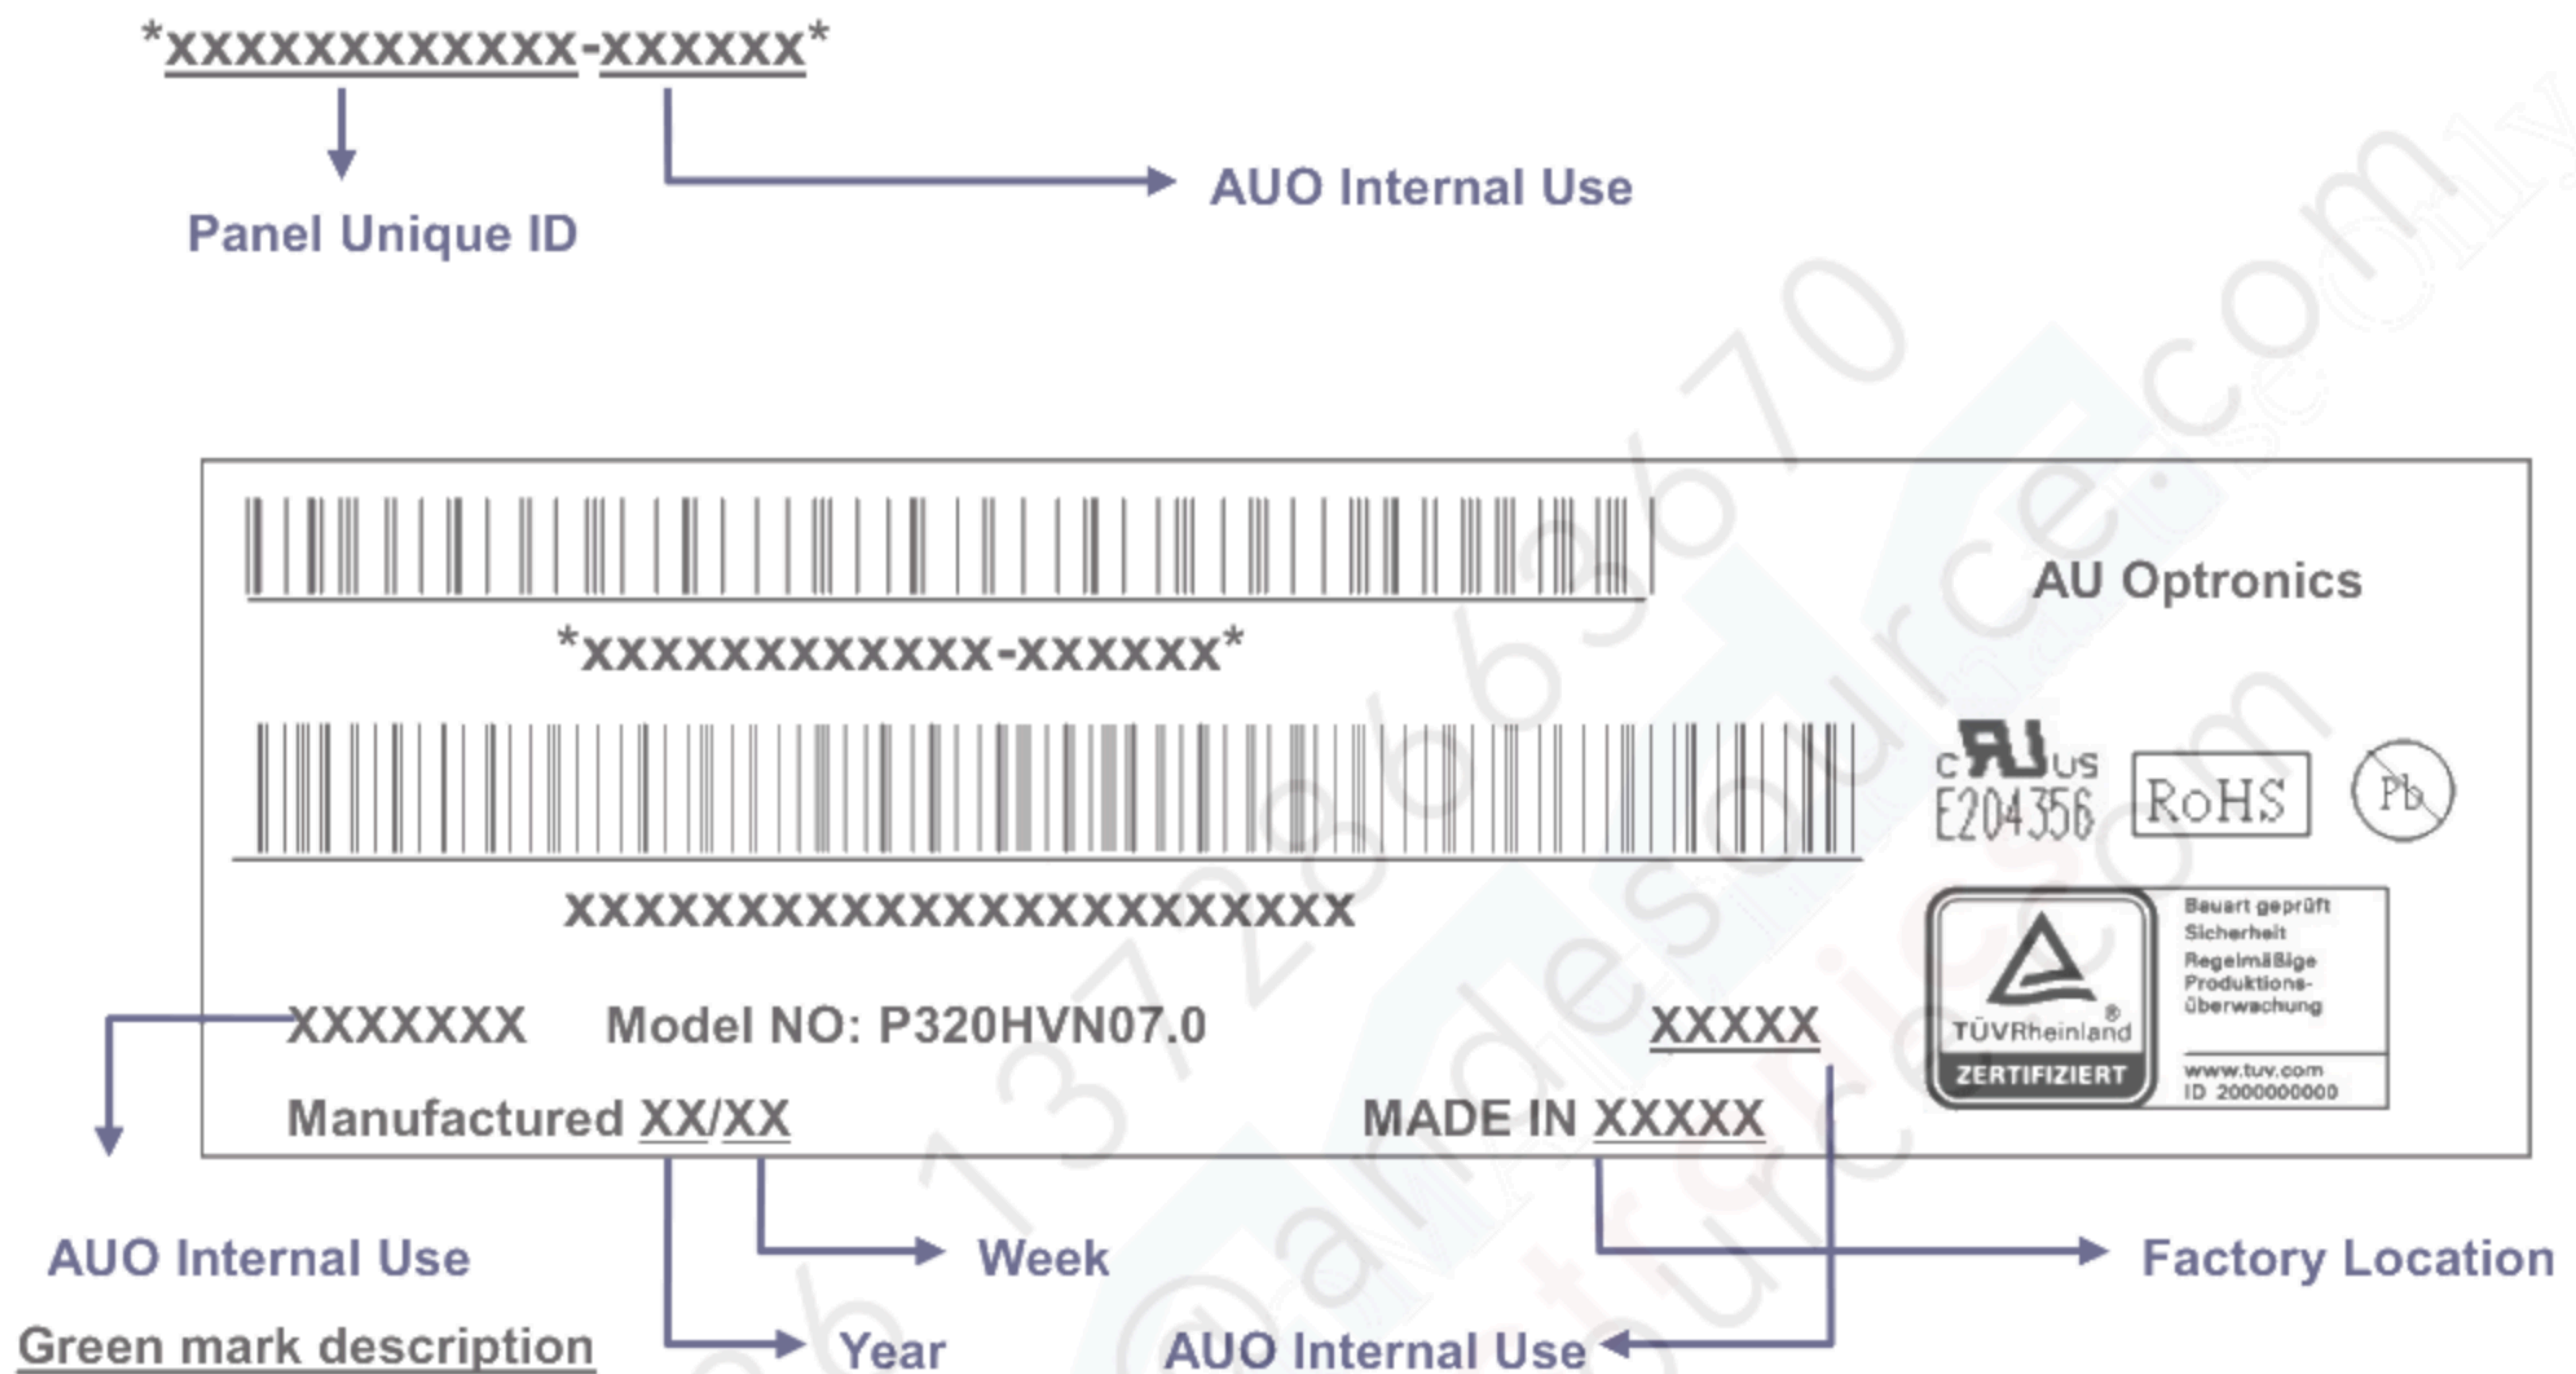 *xxxxxxxxxxxx-xxxxxx*
AUO Internal Use
Panel Unique ID
AU Optronics
*xxxxxxxxxxxx-xxxxxx*
c RU us
E204356
RoHS
Pb
xxxxxxxxxxxxxxxxxxxxxxx
Bauart geprüft
Sicherheit
Regelmäßige
Produktions-
überwachung
TÜVRheinland®
ZERTIFIZIERT
www.tuv.com
ID 2000000000
XXXXXXX Model NO: P320HVN07.0 XXXXX
Manufactured XX/XX MADE IN XXXXX
AUO Internal Use
Week
Factory Location
Green mark description
Year
AUO Internal Use